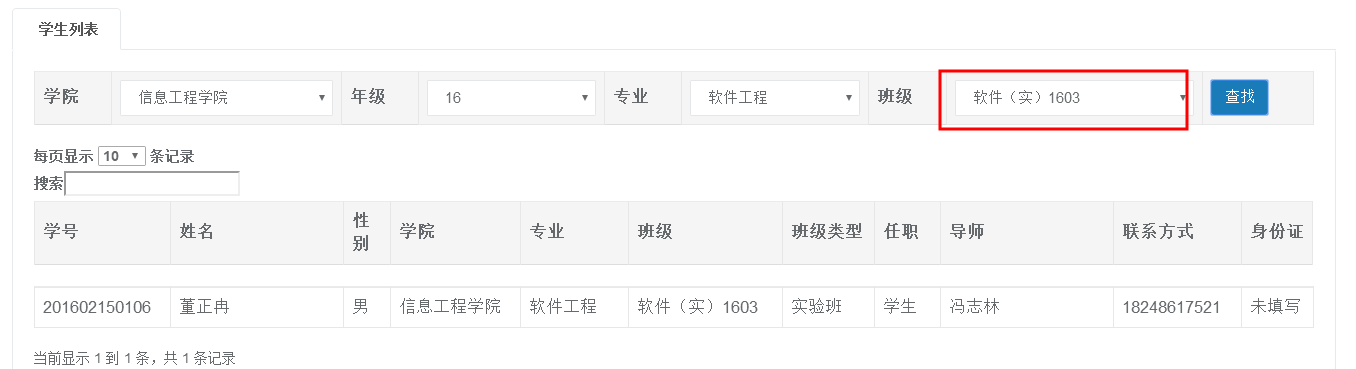 学生列表
学院 信息工程学院 年级 16 专业 软件工程 班级 软件（实）1603 查找
每页显示 10 条记录
搜索
学号 姓名 性别 学院 专业 班级 班级类型 任职 导师 联系方式 身份证
201602150106 董正冉 男 信息工程学院 软件工程 软件（实）1603 实验班 学生 冯志林 18248617521 未填写
当前显示 1 到 1 条，共 1 条记录